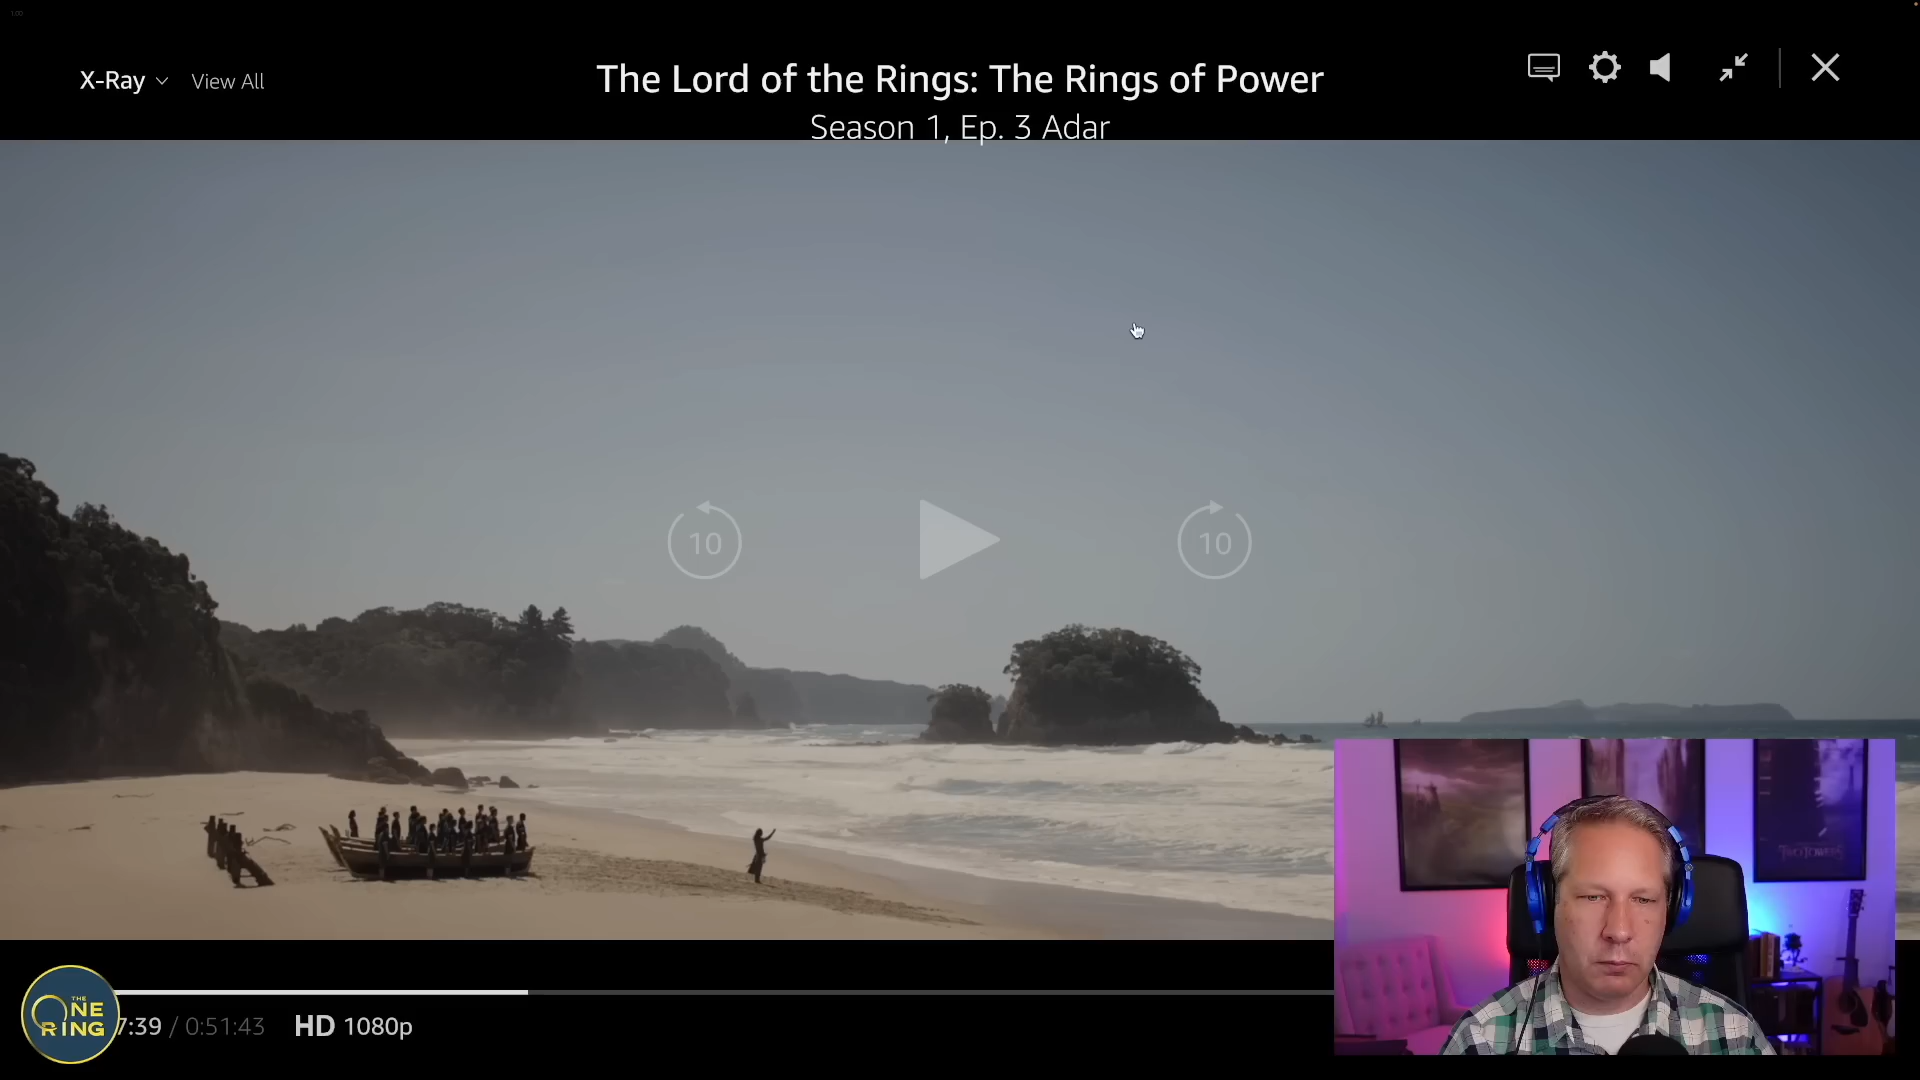 X-Ray View All
The Lord of the Rings: The Rings of Power
Season 1, Ep. 3 Adar
10
10
THE
ONE
RING
7:39 / 0:51:43 HD 1080p